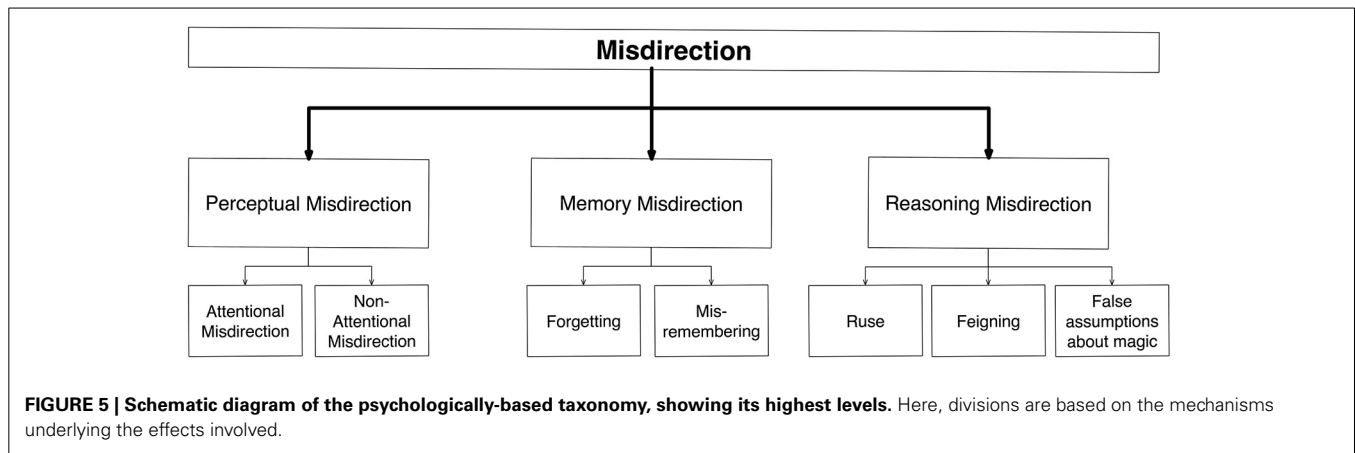 Misdirection
Perceptual Misdirection
Memory Misdirection
Reasoning Misdirection
Attentional
Misdirection
Non-
Attentional
Misdirection
Forgetting
Mis-
remembering
Ruse
Feigning
False
assumptions
about magic
FIGURE 5 | Schematic diagram of the psychologically-based taxonomy, showing its highest levels. Here, divisions are based on the mechanisms
underlying the effects involved.